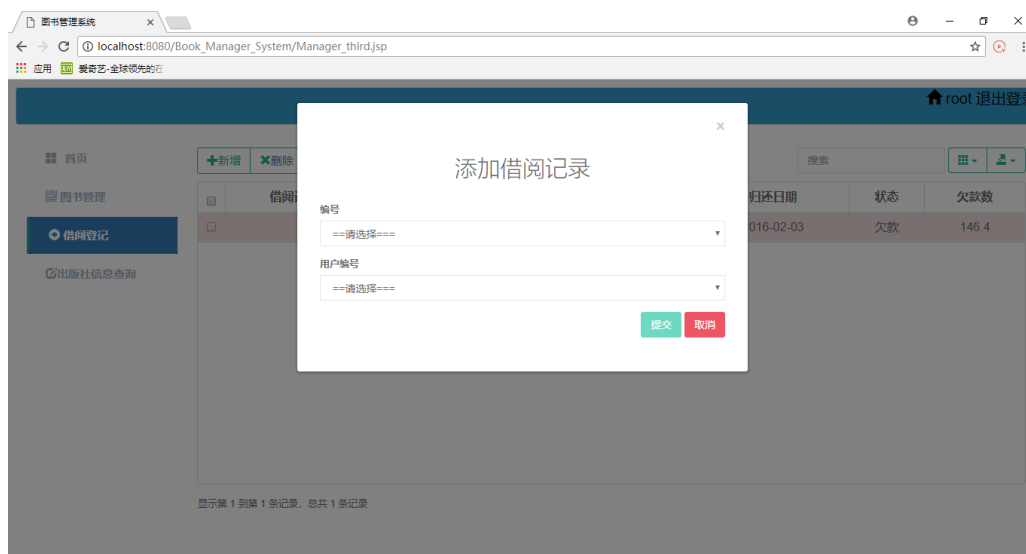 图书管理系统
localhost:8080/Book_Manager_System/Manager_third.jsp
应用 爱奇艺-全球领先的在
root 退出登录
首页
图书管理
借阅登记
出版社信息查询
新增 删除
搜索
借阅 归还日期 状态 欠款数
016-02-03 欠款 146.4
×
添加借阅记录
编号
==请选择===
用户编号
==请选择===
提交 取消
显示第 1 到第 1 条记录，总共 1 条记录